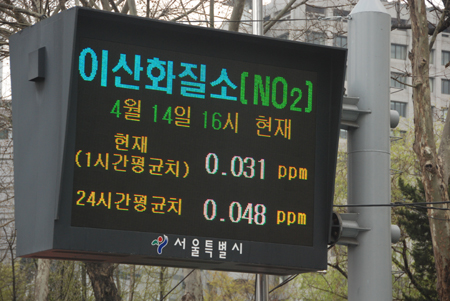 이산화질소(NO₂)
4월 14일 16시 현재
현재
(1시간평균치) 0.031 ppm
24시간평균치 0.048 ppm
서울특별시